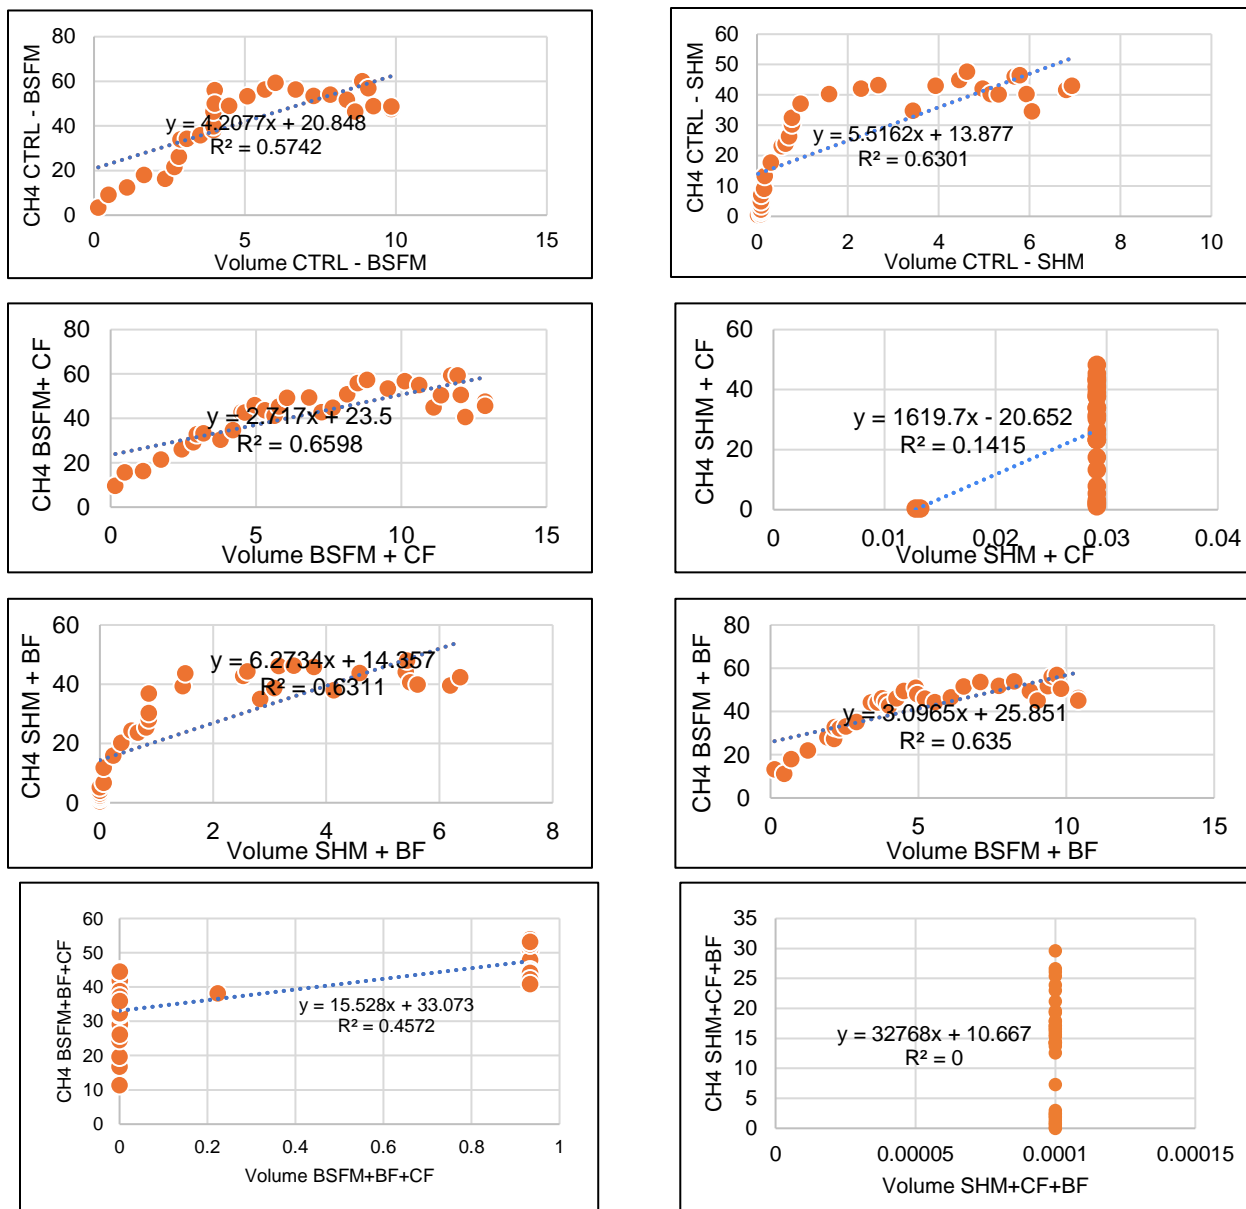 CH4 CTRL - BSFM
80
60
40
20
0
y = 4.2077x + 20.848
R² = 0.5742
0 5 10 15
Volume CTRL - BSFM
CH4 CTRL - SHM
60
50
40
30
20
10
0
y = 5.5162x + 13.877
R² = 0.6301
0 2 4 6 8 10
Volume CTRL - SHM
CH4 BSFM+ CF
80
60
40
20
0
y = 2.717x + 23.5
R² = 0.6598
0 5 10 15
Volume BSFM + CF
CH4 SHM + CF
60
40
20
0
y = 1619.7x - 20.652
R² = 0.1415
0 0.01 0.02 0.03 0.04
Volume SHM + CF
CH4 SHM + BF
60
40
20
0
y = 6.2734x + 14.357
R² = 0.6311
0 2 4 6 8
Volume SHM + BF
CH4 BSFM + BF
80
60
40
20
0
y = 3.0965x + 25.851
R² = 0.635
0 5 10 15
Volume BSFM + BF
CH4 BSFM+BF+CF
60
50
40
30
20
10
0
y = 15.528x + 33.073
R² = 0.4572
0 0.2 0.4 0.6 0.8 1
Volume BSFM+BF+CF
CH4 SHM+CF+BF
35
30
25
20
15
10
5
0
y = 32768x + 10.667
R² = 0
0 0.00005 0.0001 0.00015
Volume SHM+CF+BF